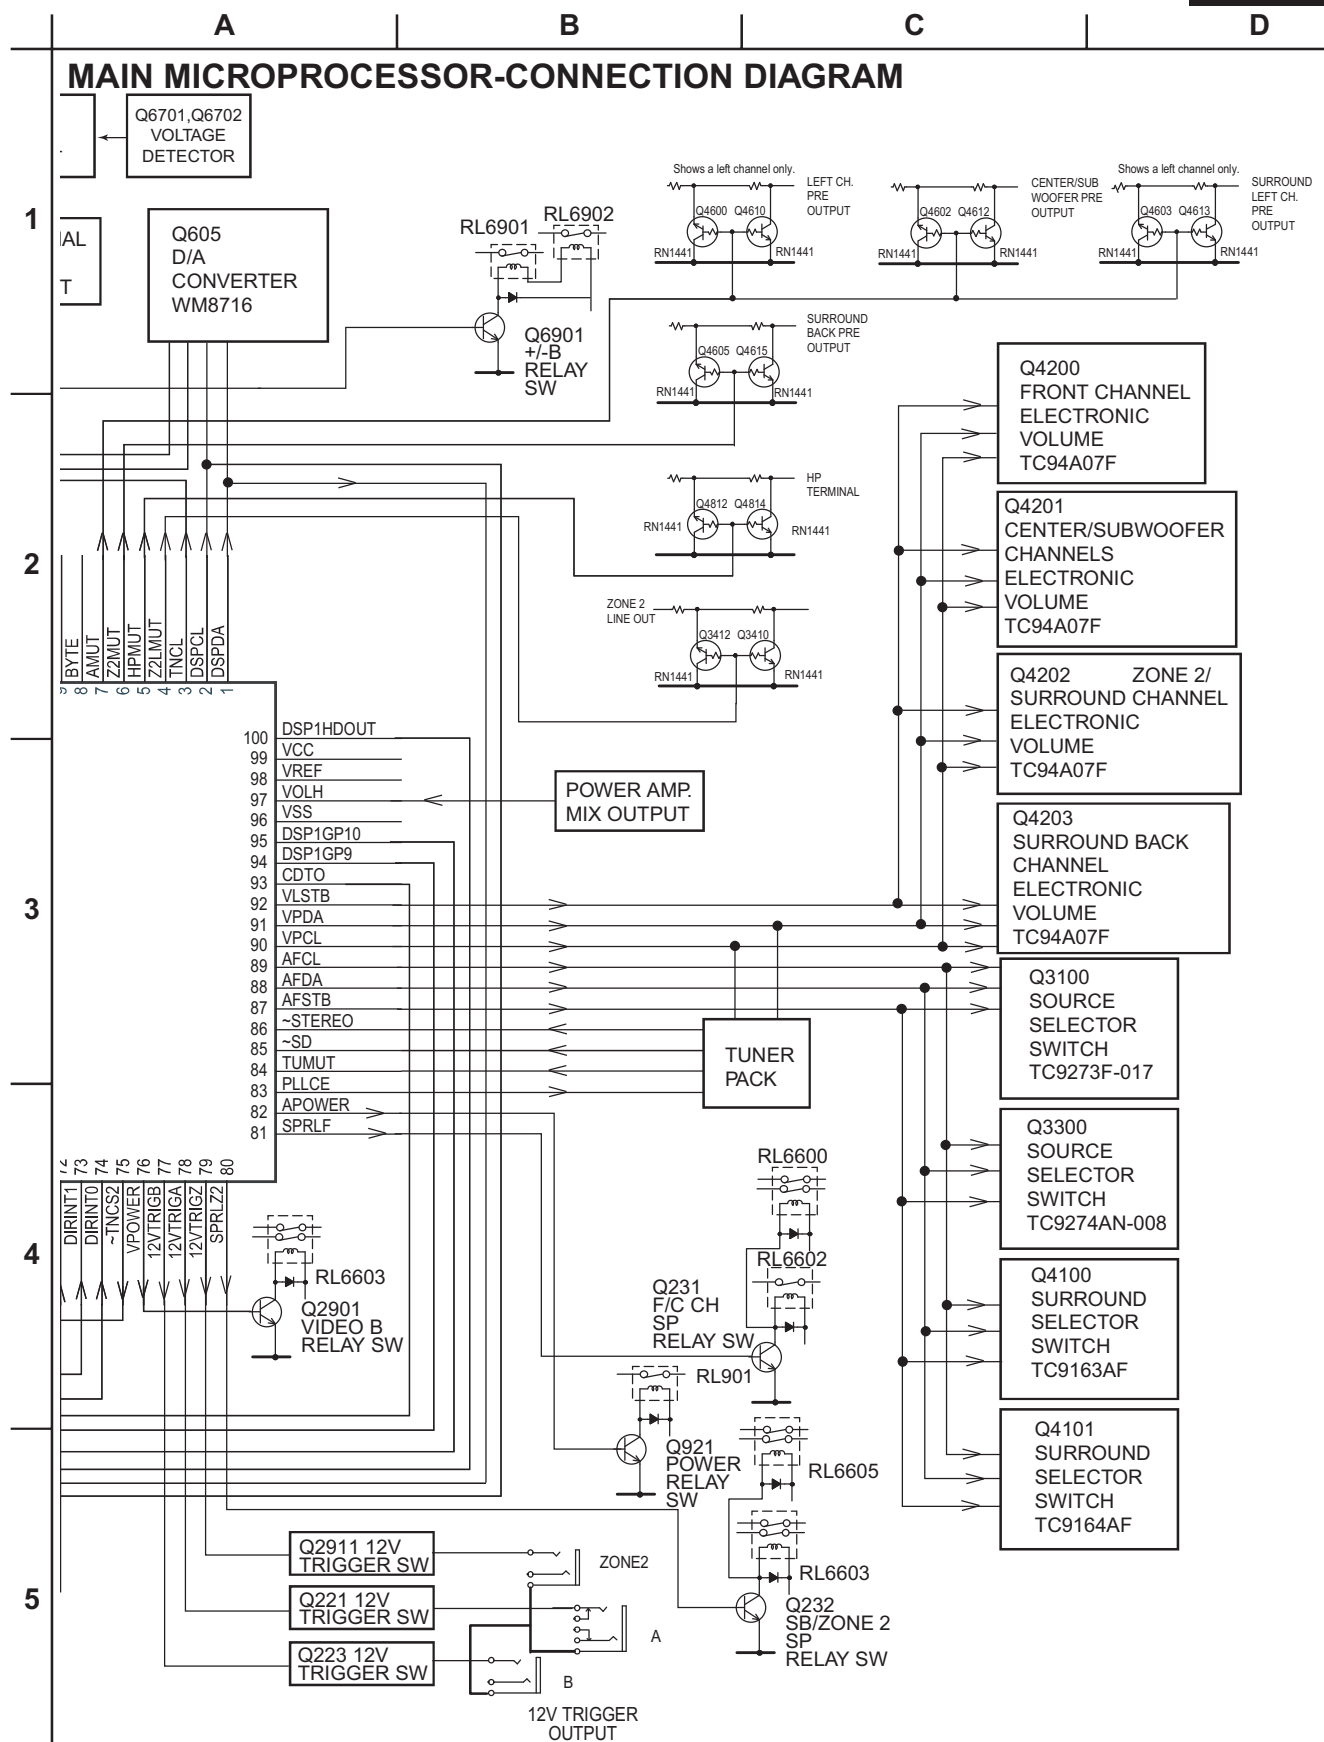 A B C D
MAIN MICROPROCESSOR-CONNECTION DIAGRAM
1
2
3
4
5
Q6701,Q6702
VOLTAGE
DETECTOR
IAL
T
Q605
D/A
CONVERTER
WM8716
RL6901
RL6902
Q6901
+/-B
RELAY
SW
Shows a left channel only.
LEFT CH.
PRE
OUTPUT
Q4600 Q4610
RN1441 RN1441
CENTER/SUB
WOOFER PRE
OUTPUT
Q4602 Q4612
RN1441 RN1441
Shows a left channel only.
SURROUND
LEFT CH.
PRE
OUTPUT
Q4603 Q4613
RN1441 RN1441
SURROUND
BACK PRE
OUTPUT
Q4605 Q4615
RN1441 RN1441
HP
TERMINAL
Q4812 Q4814
RN1441 RN1441
ZONE 2
LINE OUT
Q3412 Q3410
RN1441 RN1441
Q4200
FRONT CHANNEL
ELECTRONIC
VOLUME
TC94A07F
Q4201
CENTER/SUBWOOFER
CHANNELS
ELECTRONIC
VOLUME
TC94A07F
Q4202 ZONE 2/
SURROUND CHANNEL
ELECTRONIC
VOLUME
TC94A07F
Q4203
SURROUND BACK
CHANNEL
ELECTRONIC
VOLUME
TC94A07F
Q3100
SOURCE
SELECTOR
SWITCH
TC9273F-017
Q3300
SOURCE
SELECTOR
SWITCH
TC9274AN-008
Q4100
SURROUND
SELECTOR
SWITCH
TC9163AF
Q4101
SURROUND
SELECTOR
SWITCH
TC9164AF
BYTE
AMUT
Z2MUT
HPMUT
Z2LMUT
TNCL
DSPCL
DSPDA
9 8 7 6 5 4 3 2 1
100 DSP1HDOUT
99 VCC
98 VREF
97 VOLH
96 VSS
95 DSP1GP10
94 DSP1GP9
93 CDTO
92 VLSTB
91 VPDA
90 VPCL
89 AFCL
88 AFDA
87 AFSTB
86 ~STEREO
85 ~SD
84 TUMUT
83 PLLCE
82 APOWER
81 SPRLF
72 73 74 75 76 77 78 79 80
DIRINT1
DIRINT0
~TNCS2
VPOWER
12VTRIGB
12VTRIGA
12VTRIGZ
SPRLZ2
POWER AMP.
MIX OUTPUT
TUNER
PACK
RL6603
Q2901
VIDEO B
RELAY SW
RL6600
RL6602
Q231
F/C CH
SP
RELAY SW
RL901
Q921
POWER
RELAY
SW
RL6605
RL6603
Q232
SB/ZONE 2
SP
RELAY SW
Q2911 12V
TRIGGER SW
Q221 12V
TRIGGER SW
Q223 12V
TRIGGER SW
ZONE2
A
B
12V TRIGGER
OUTPUT